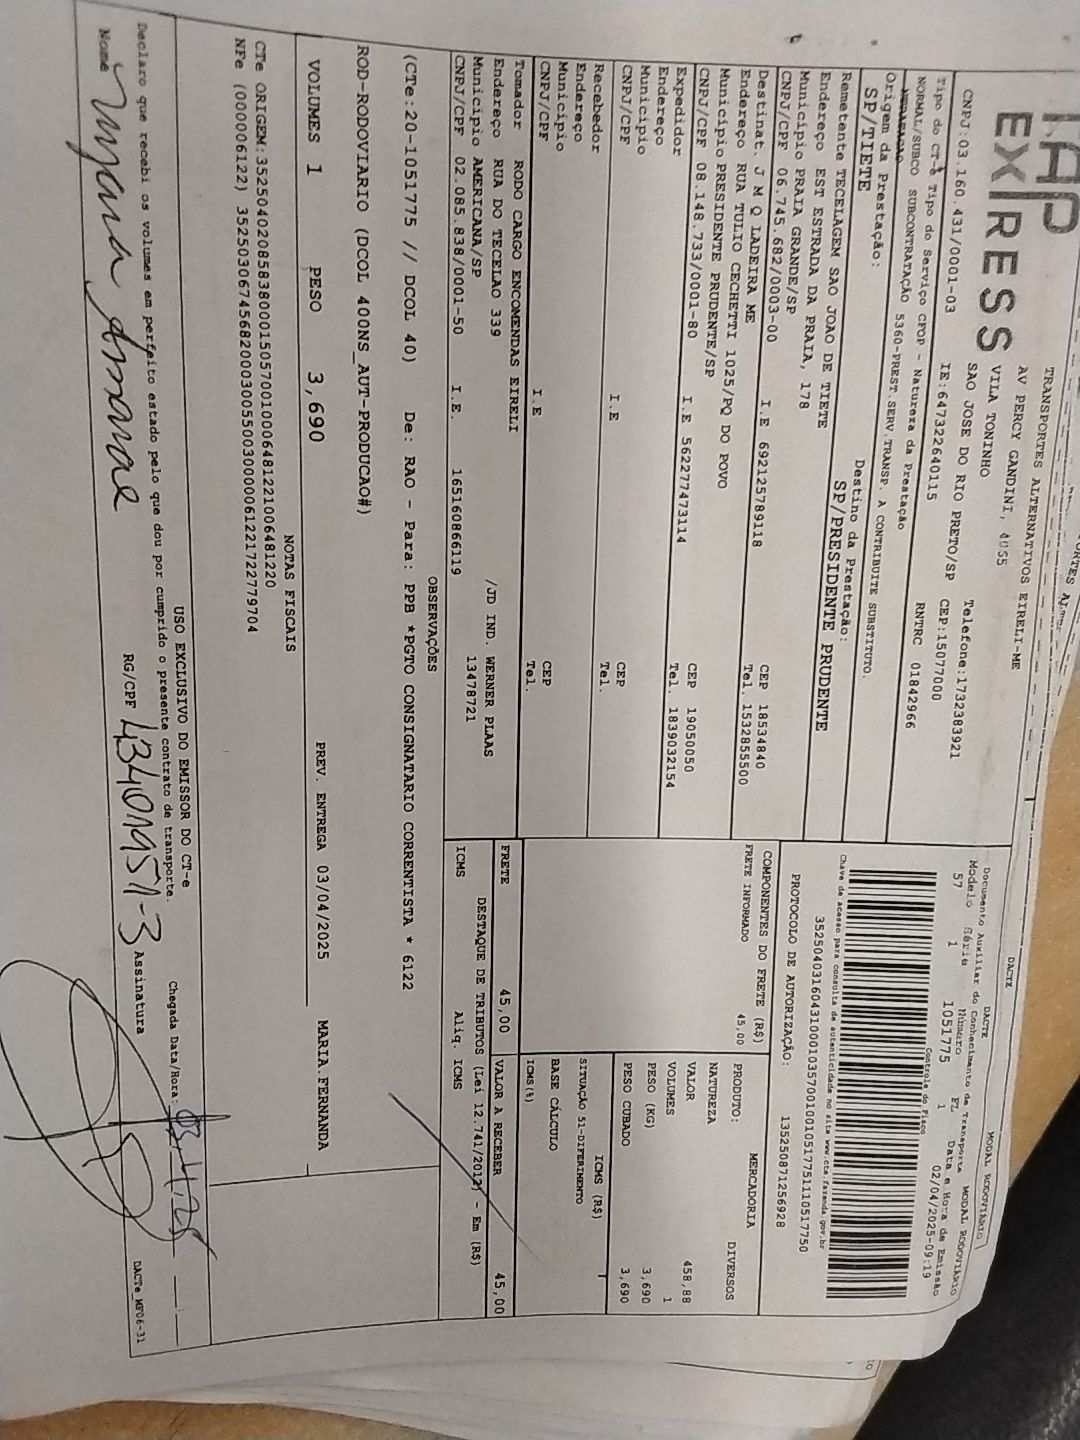 TAP
EXPRESS
TRANSPORTES ALTERNATIVOS EIRELI-ME
AV PERCY GANDINI, 4055
VILA TONINHO
SAO JOSE DO RIO PRETO/SP
Telefone:1732383921
CNPJ:03.160.431/0001-03
IE:647322640115
CEP:15077000
Tipo do CT-e Tipo do Serviço CFOP - Natureza da Prestação
RNTRC 01842966
NORMAL/SUBCO SUBCONTRATAÇÃO 5360-PREST.SERV.TRANSP. A CONTRIBUITE SUBSTITUTO.
Origem da Prestação:
Destino da Prestação:
SP/TIETE
SP/PRESIDENTE PRUDENTE
Remetente TECELAGEM SAO JOAO DE TIETE
Endereço EST ESTRADA DA PRAIA, 178
Municipio PRAIA GRANDE/SP
CEP 18534840
CNPJ/CPF 06.745.682/0003-00 I.E 692125789118 Tel. 1532855500
Destinat. J M Q LADEIRA ME
Endereço RUA TULIO CECHETTI 1025/PQ DO POVO
Municipio PRESIDENTE PRUDENTE/SP CEP 19050050
CNPJ/CPF 08.148.733/0001-80 I.E 562277473114 Tel. 1839032154
Expedidor
Endereço
Municipio CEP
CNPJ/CPF I.E Tel.
Recebedor
Endereço
Municipio CEP
CNPJ/CPF I.E Tel.
Tomador RODO CARGO ENCOMENDAS EIRELI
Endereço RUA DO TECELAO 339 /JD IND. WERNER PLAAS
Municipio AMERICANA/SP 13478721
CNPJ/CPF 02.085.838/0001-50 I.E. 165160866119
DACTE
DACTE MODAL RODOVIÁRIO
Documento Auxiliar do Conhecimento de Transporte MODAL RODOVIÁRIO
Modelo Série Número FL Data e Hora de Emissão
57 1 1051775 1 02/04/2025-09:19
Controle do Fisco
Chave de acesso para consulta de autenticidade no site www.cte.fazenda.gov.br
35250403160431000103570010010517751110517750
PROTOCOLO DE AUTORIZAÇÃO: 135250871256928
COMPONENTES DO FRETE (R$)
FRETE INFORMADO 45,00
PRODUTO: MERCADORIA
NATUREZA DIVERSOS
VALOR 458,88
VOLUMES 1
PESO (KG) 3,690
PESO CUBADO 3,690
ICMS (R$)
SITUAÇÃO 51-DIFERIMENTO
BASE CÁLCULO
ICMS(%)
FRETE 45,00 VALOR A RECEBER 45,00
DESTAQUE DE TRIBUTOS (Lei 12.741/2012) - Em (R$)
ICMS Aliq. ICMS
OBSERVAÇÕES
(CTe:20-1051775 // DCOL 40) De: RAO - Para: PPB *PGTO CONSIGNATARIO CORRENTISTA * 6122
ROD-RODOVIARIO (DCOL 400NS_AUT-PRODUCAO#)
VOLUMES 1 PESO 3,690 PREV. ENTREGA 03/04/2025 MARIA.FERNANDA
NOTAS FISCAIS
CTe ORIGEM:35250402085838000150570010006481221006481220
NFe (000006122) 35250306745682000300550030000061221722779704
USO EXCLUSIVO DO EMISSOR DO CT-e
Declaro que recebi os volumes em perfeito estado pelo que dou por cumprido o presente contrato de transporte.
Chegada Data/Hora: 03.4.25
Nome
RG/CPF 43401951-3
Assinatura
DACTe_MF06-31